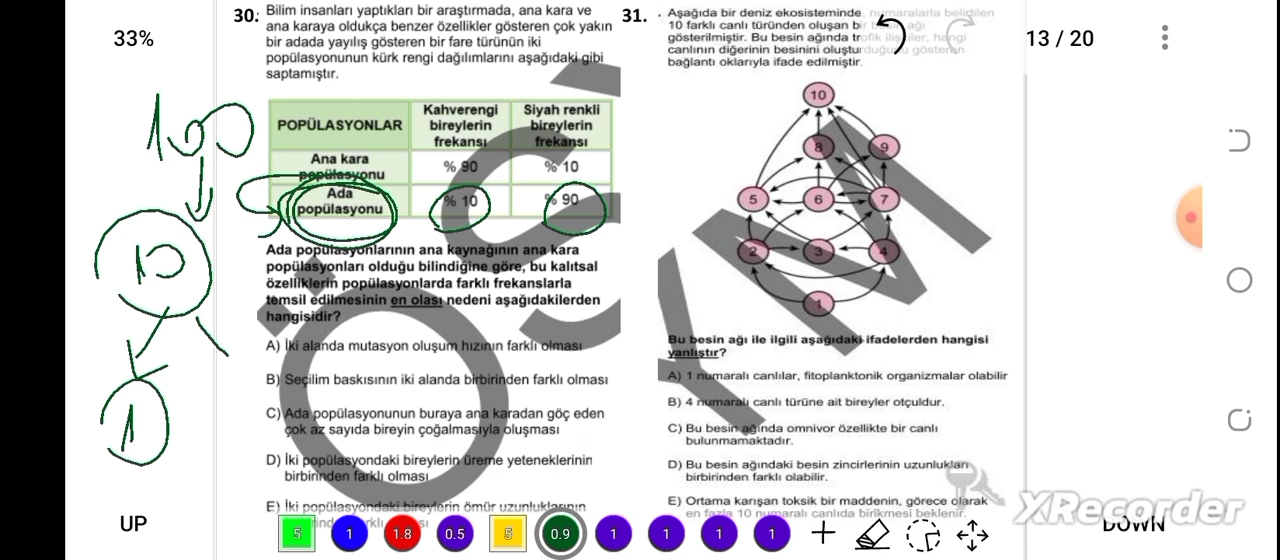 33%
30.
Bilim insanları yaptıkları bir araştırmada, ana kara ve
ana karaya oldukça benzer özellikler gösteren çok yakın
bir adada yayılış gösteren bir fare türünün iki
popülasyonunun kürk rengi dağılımlarını aşağıdaki gibi
saptamıştır.
POPÜLASYONLAR
Kahverengi
bireylerin
frekansı
Siyah renkli
bireylerin
frekansı
Ana kara
popülasyonu
% 90
% 10
Ada
popülasyonu
% 10
% 90
Ada popülasyonlarının ana kaynağının ana kara
popülasyonları olduğu bilindiğine göre, bu kalıtsal
özelliklerin popülasyonlarda farklı frekanslarla
temsil edilmesinin en olası nedeni aşağıdakilerden
hangisidir?
A) İki alanda mutasyon oluşum hızının farklı olması
B) Seçilim baskısının iki alanda birbirinden farklı olması
C) Ada popülasyonunun buraya ana karadan göç eden
çok az sayıda bireyin çoğalmasıyla oluşması
D) İki popülasyondaki bireylerin üreme yeteneklerinin
birbirinden farklı olması
E) İki popülasyondaki bireylerin ömür uzunluklarının
31.
Aşağıda bir deniz ekosisteminde, numaralarla belirtilen
10 farklı canlı türünden oluşan bir besin ağı
gösterilmiştir. Bu besin ağında trofik ilişkiler, hangi
canlının diğerinin besinini oluşturduğunu gösteren
bağlantı oklarıyla ifade edilmiştir.
10
8
9
5
6
7
2
3
4
1
Bu besin ağı ile ilgili aşağıdaki ifadelerden hangisi
yanlıştır?
A) 1 numaralı canlılar, fitoplanktonik organizmalar olabilir
B) 4 numaralı canlı türüne ait bireyler otçuldur.
C) Bu besin ağında omnivor özellikte bir canlı
bulunmamaktadır.
D) Bu besin ağındaki besin zincirlerinin uzunlukları
birbirinden farklı olabilir.
E) Ortama karışan toksik bir maddenin, görece olarak
en fazla 10 numaralı canlıda birikmesi beklenir.
13 / 20
UP
5
1
1.8
0.5
5
0.9
1
1
1
1
XRecorder
DOWN